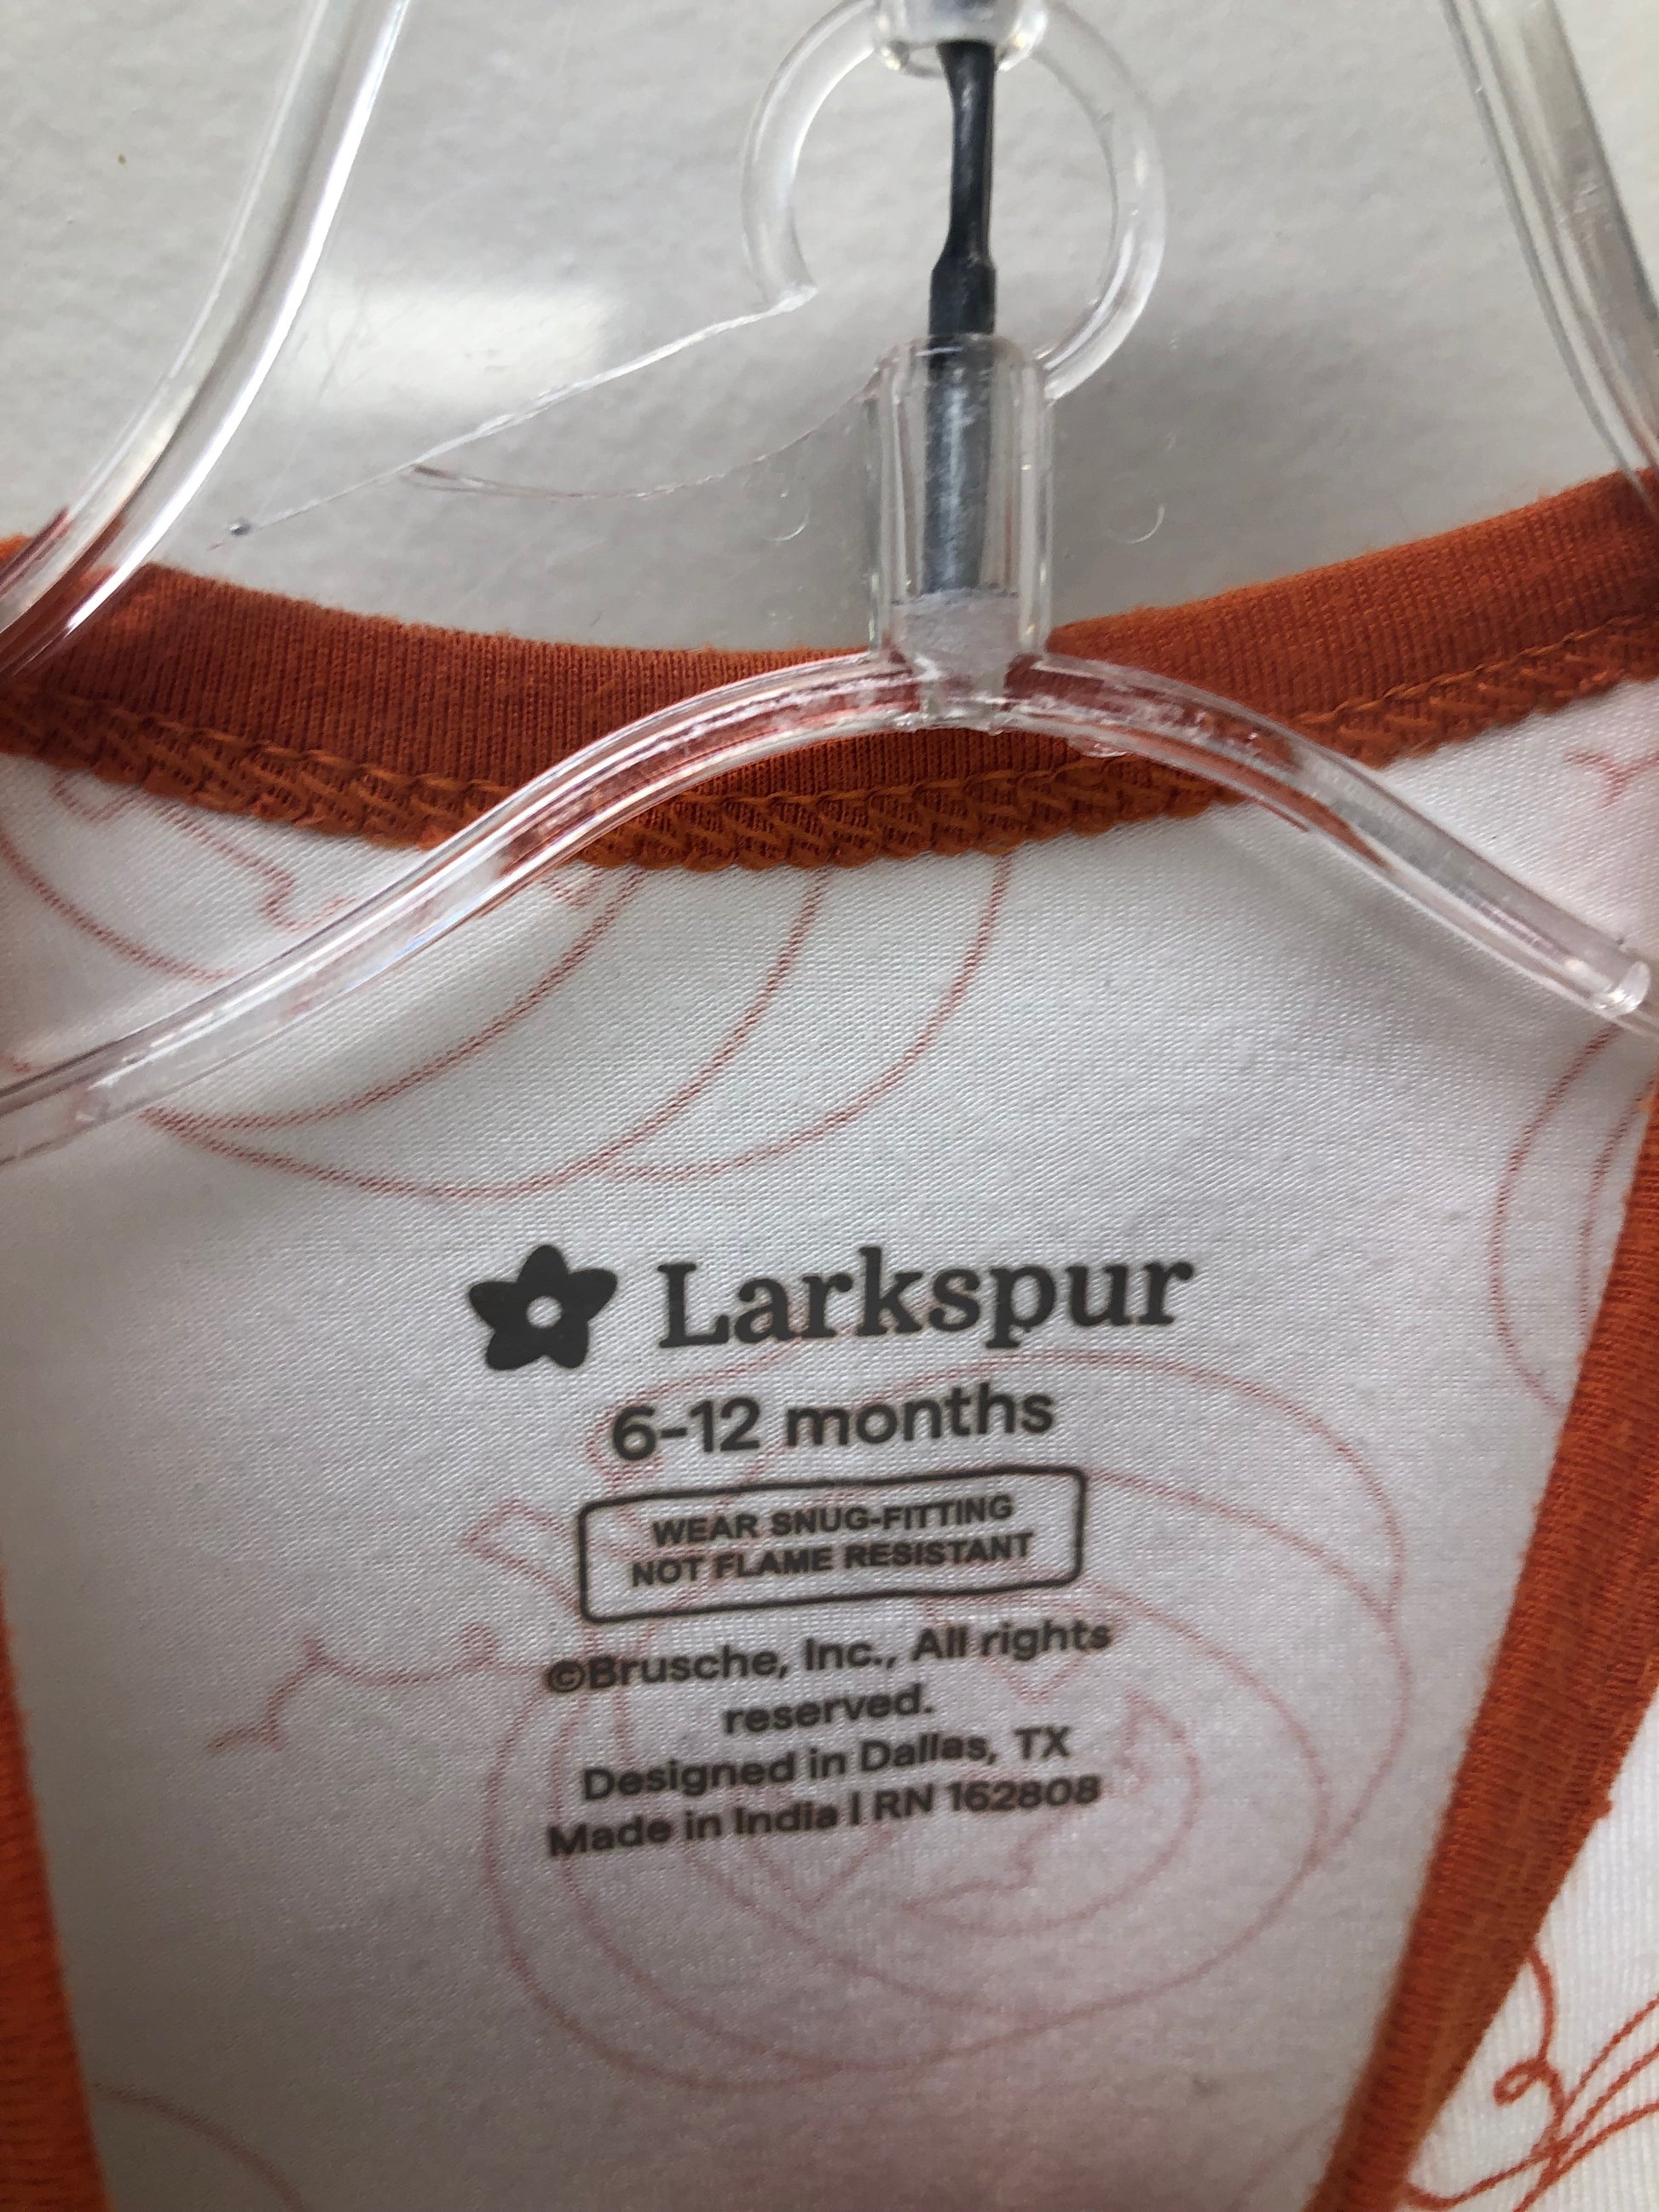 Larkspur
6-12 months
WEAR SNUG-FITTING
NOT FLAME RESISTANT
©Brusche, Inc., All rights
reserved.
Designed in Dallas, TX
Made in India | RN 162808